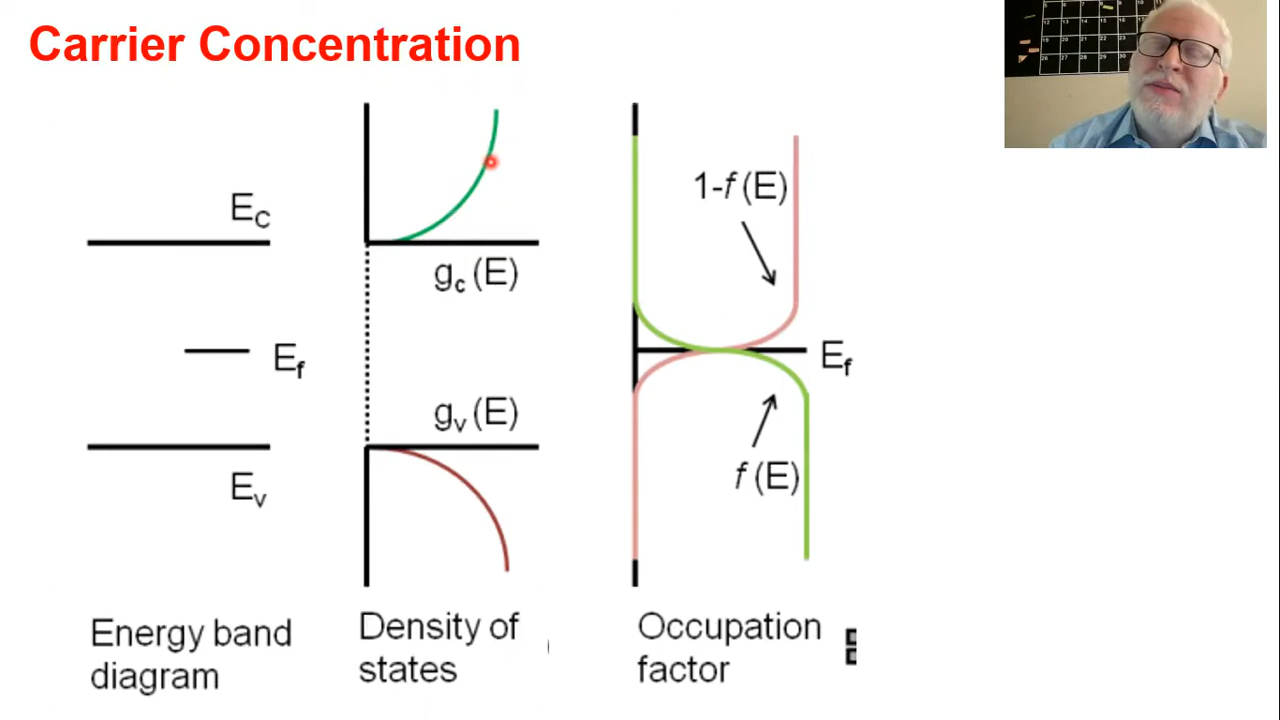 Carrier Concentration
E_C
E_f
E_v
g_c (E)
g_v (E)
1-f (E)
E_f
f (E)
Energy band
diagram
Density of
states
Occupation
factor